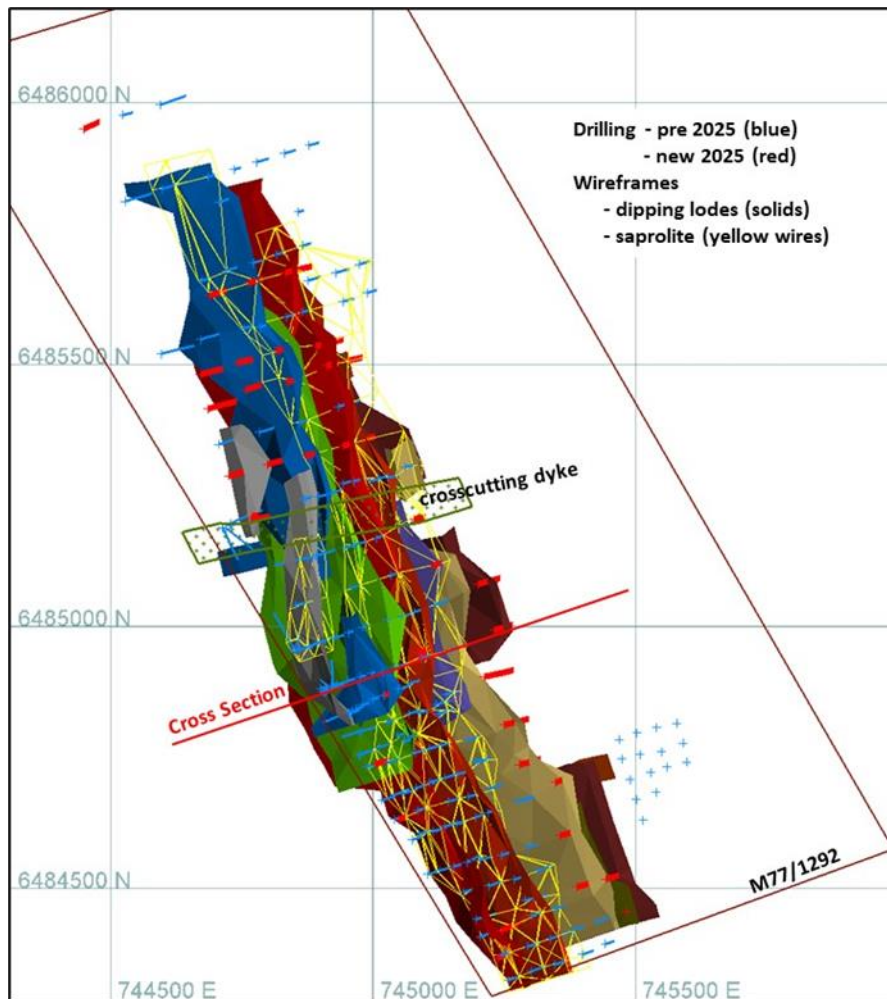 6486000 N
Drilling - pre 2025 (blue)
- new 2025 (red)
Wireframes
- dipping lodes (solids)
- saprolite (yellow wires)
6485500 N
crosscutting dyke
6485000 N
Cross Section
M77/1292
6484500 N
744500 E
745000 E
745500 E